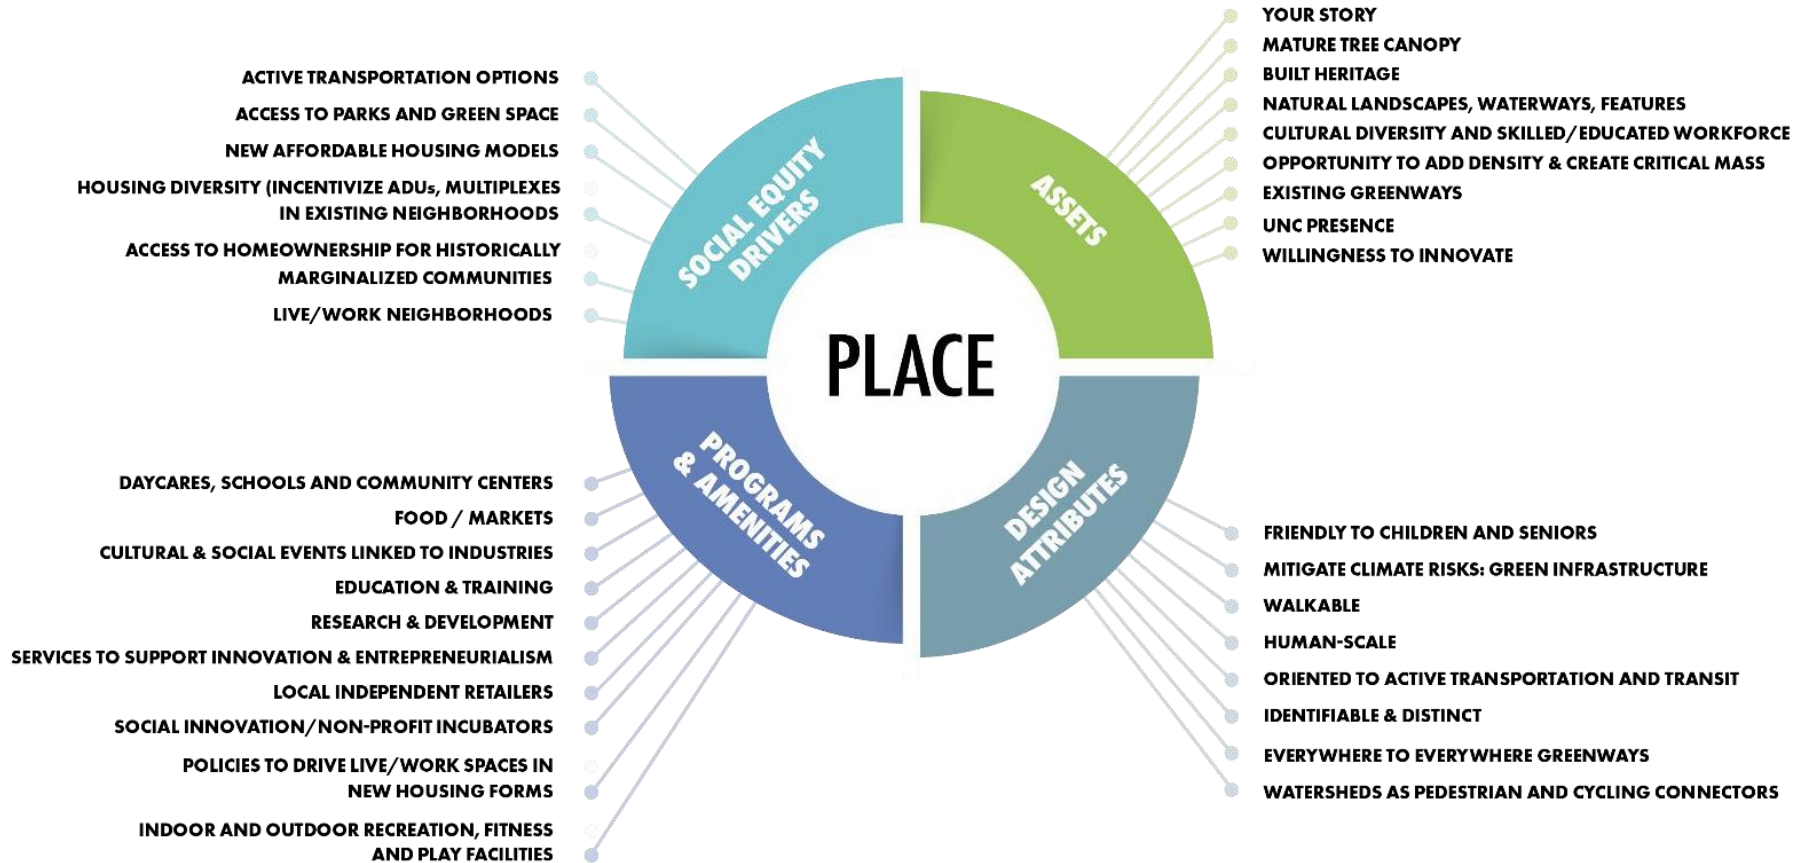 ACTIVE TRANSPORTATION OPTIONS
ACCESS TO PARKS AND GREEN SPACE
NEW AFFORDABLE HOUSING MODELS
HOUSING DIVERSITY (INCENTIVIZE ADUs, MULTIPLEXES
IN EXISTING NEIGHBORHOODS
ACCESS TO HOMEOWNERSHIP FOR HISTORICALLY
MARGINALIZED COMMUNITIES
LIVE/WORK NEIGHBORHOODS
SOCIAL EQUITY
DRIVERS
YOUR STORY
MATURE TREE CANOPY
BUILT HERITAGE
NATURAL LANDSCAPES, WATERWAYS, FEATURES
CULTURAL DIVERSITY AND SKILLED/EDUCATED WORKFORCE
OPPORTUNITY TO ADD DENSITY & CREATE CRITICAL MASS
EXISTING GREENWAYS
UNC PRESENCE
WILLINGNESS TO INNOVATE
ASSETS
PLACE
PROGRAMS
& AMENITIES
DAYCARES, SCHOOLS AND COMMUNITY CENTERS
FOOD / MARKETS
CULTURAL & SOCIAL EVENTS LINKED TO INDUSTRIES
EDUCATION & TRAINING
RESEARCH & DEVELOPMENT
SERVICES TO SUPPORT INNOVATION & ENTREPRENEURIALISM
LOCAL INDEPENDENT RETAILERS
SOCIAL INNOVATION/NON-PROFIT INCUBATORS
POLICIES TO DRIVE LIVE/WORK SPACES IN
NEW HOUSING FORMS
INDOOR AND OUTDOOR RECREATION, FITNESS
AND PLAY FACILITIES
DESIGN
ATTRIBUTES
FRIENDLY TO CHILDREN AND SENIORS
MITIGATE CLIMATE RISKS: GREEN INFRASTRUCTURE
WALKABLE
HUMAN-SCALE
ORIENTED TO ACTIVE TRANSPORTATION AND TRANSIT
IDENTIFIABLE & DISTINCT
EVERYWHERE TO EVERYWHERE GREENWAYS
WATERSHEDS AS PEDESTRIAN AND CYCLING CONNECTORS